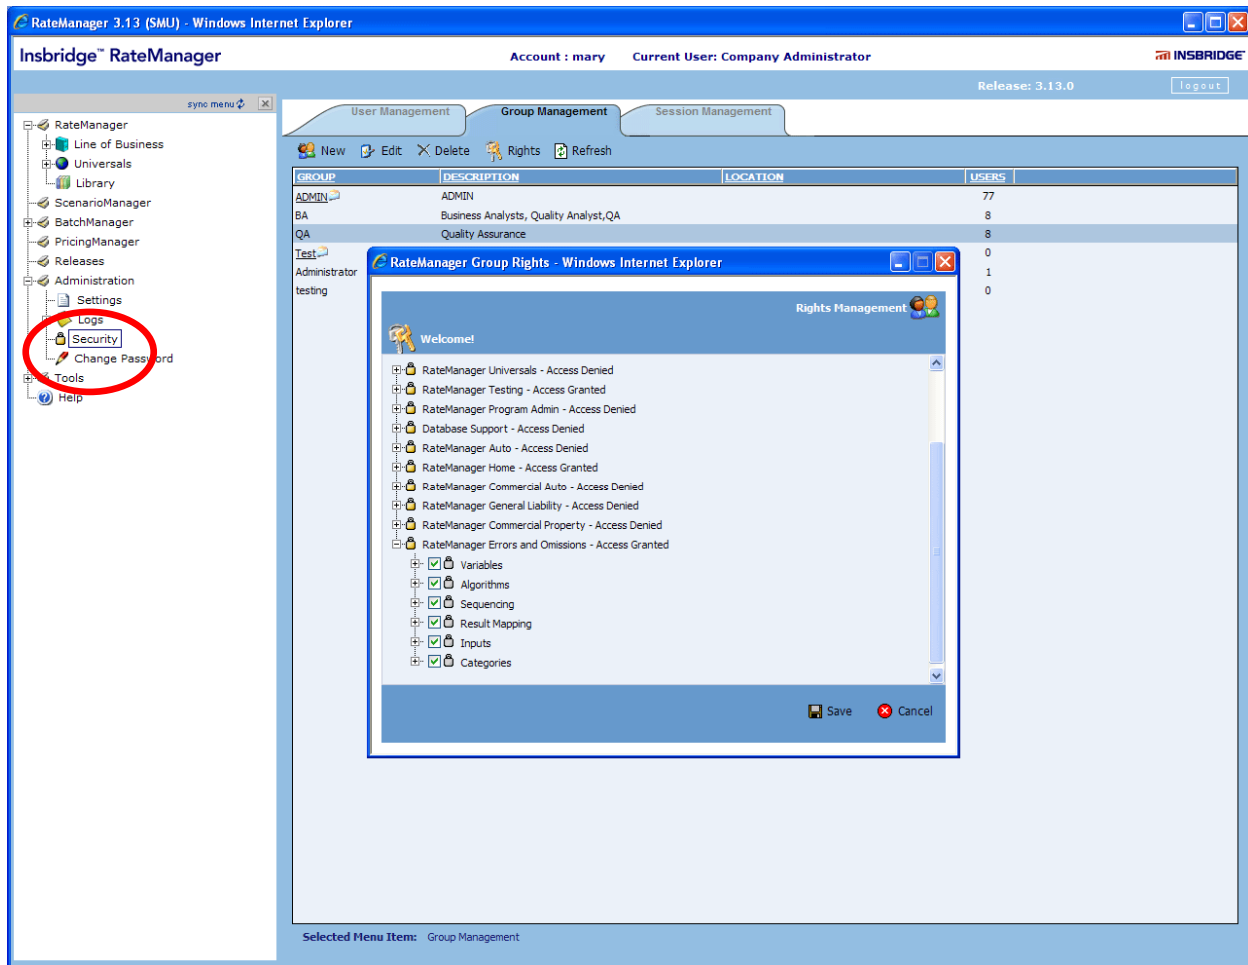 RateManager 3.13 (SMU) - Windows Internet Explorer
Insbridge™ RateManager Account : mary Current User: Company Administrator INSBRIDGE
Release: 3.13.0 logout
sync menu
RateManager
Line of Business
Universals
Library
ScenarioManager
BatchManager
PricingManager
Releases
Administration
Settings
Logs
Security
Change Password
Tools
Help
User Management Group Management Session Management
New Edit Delete Rights Refresh
GROUP DESCRIPTION LOCATION USERS
ADMIN ADMIN 77
BA Business Analysts, Quality Analyst,QA 8
QA Quality Assurance 8
Test 0
Administrator 1
testing 0
RateManager Group Rights - Windows Internet Explorer
Rights Management
Welcome!
RateManager Universals - Access Denied
RateManager Testing - Access Granted
RateManager Program Admin - Access Denied
Database Support - Access Denied
RateManager Auto - Access Denied
RateManager Home - Access Granted
RateManager Commercial Auto - Access Denied
RateManager General Liability - Access Denied
RateManager Commercial Property - Access Denied
RateManager Errors and Omissions - Access Granted
Variables
Algorithms
Sequencing
Result Mapping
Inputs
Categories
Save Cancel
Selected Menu Item: Group Management